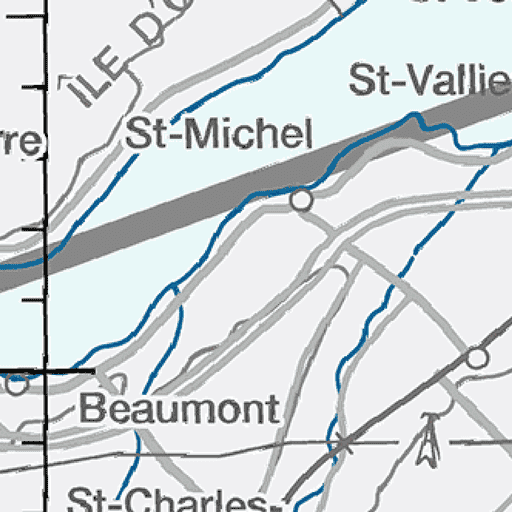 ÎLE D'O
St-Vallie
rre
St-Michel
Beaumont
St-Charles-